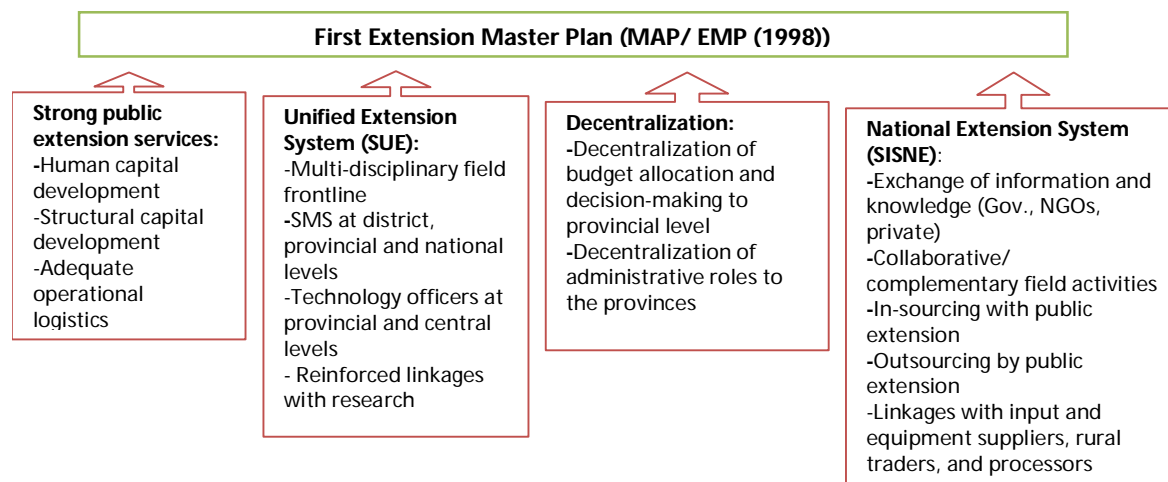 First Extension Master Plan (MAP/ EMP (1998))
Strong public
extension services:
-Human capital
development
-Structural capital
development
-Adequate
operational
logistics
Unified Extension
System (SUE):
-Multi-disciplinary field
frontline
-SMS at district,
provincial and national
levels
-Technology officers at
provincial and central
levels
- Reinforced linkages
with research
Decentralization:
-Decentralization of
budget allocation and
decision-making to
provincial level
-Decentralization of
administrative roles to
the provinces
National Extension System
(SISNE):
-Exchange of information and
knowledge (Gov., NGOs,
private)
-Collaborative/
complementary field activities
-In-sourcing with public
extension
-Outsourcing by public
extension
-Linkages with input and
equipment suppliers, rural
traders, and processors